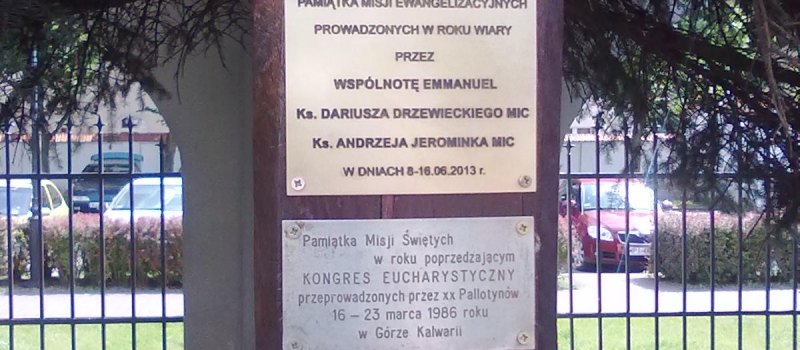 PAMIĄTKA MISJI EWANGELIZACYJNYCH
PROWADZONYCH W ROKU WIARY
PRZEZ
WSPÓLNOTĘ EMMANUEL
Ks. DARIUSZA DRZEWIECKIEGO MIC
Ks. ANDRZEJA JEROMINKA MIC
W DNIACH 8-16.06.2013 r.
Pamiątka Misji Świętych
w roku poprzedzającym
KONGRES EUCHARYSTYCZNY
przeprowadzonych przez xx Pallotynów
16 – 23 marca 1986 roku
w Górze Kalwarii